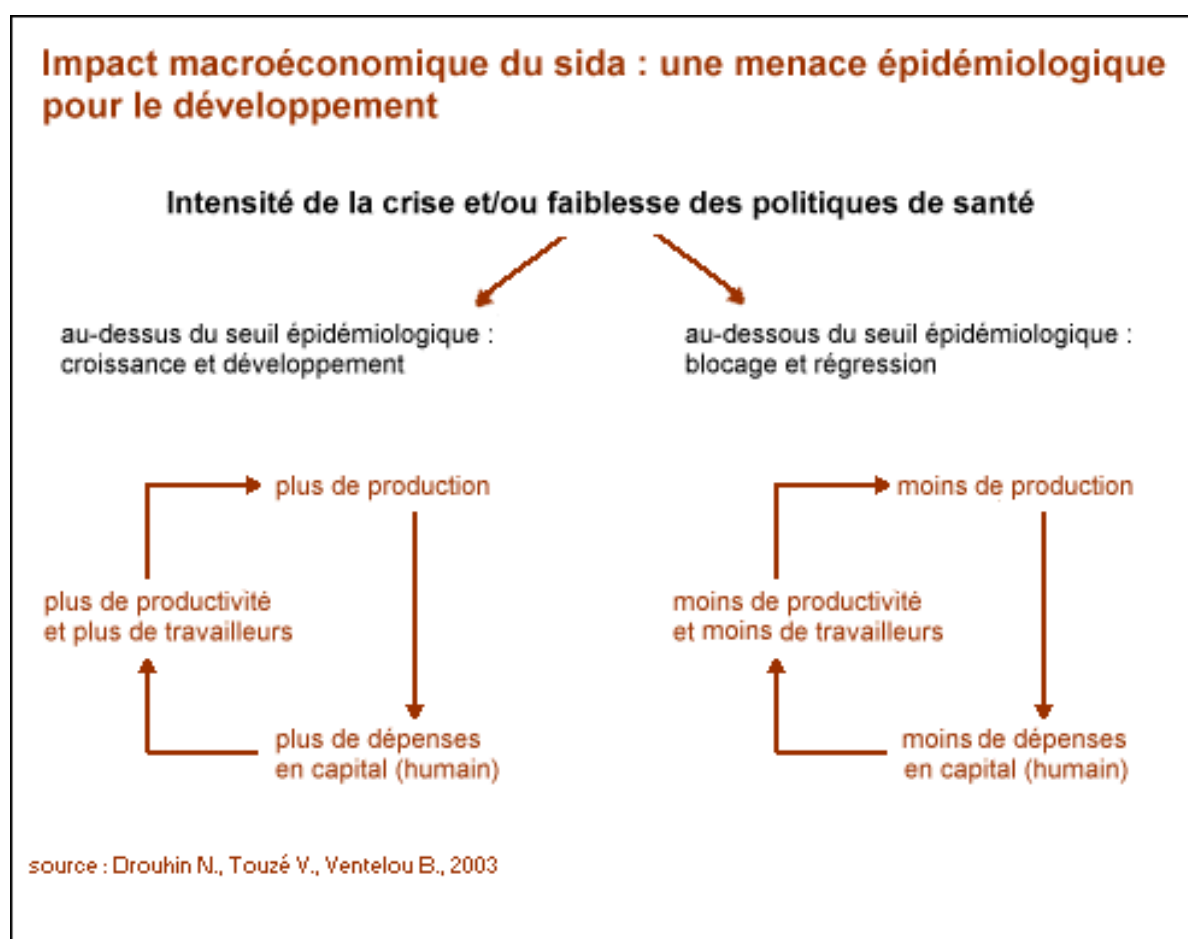 Impact macroéconomique du sida : une menace épidémiologique
pour le développement
Intensité de la crise et/ou faiblesse des politiques de santé
au-dessus du seuil épidémiologique :
croissance et développement
au-dessous du seuil épidémiologique :
blocage et régression
plus de production
plus de productivité
et plus de travailleurs
plus de dépenses
en capital (humain)
moins de production
moins de productivité
et moins de travailleurs
moins de dépenses
en capital (humain)
source : Drouhin N., Touzé V., Ventelou B., 2003